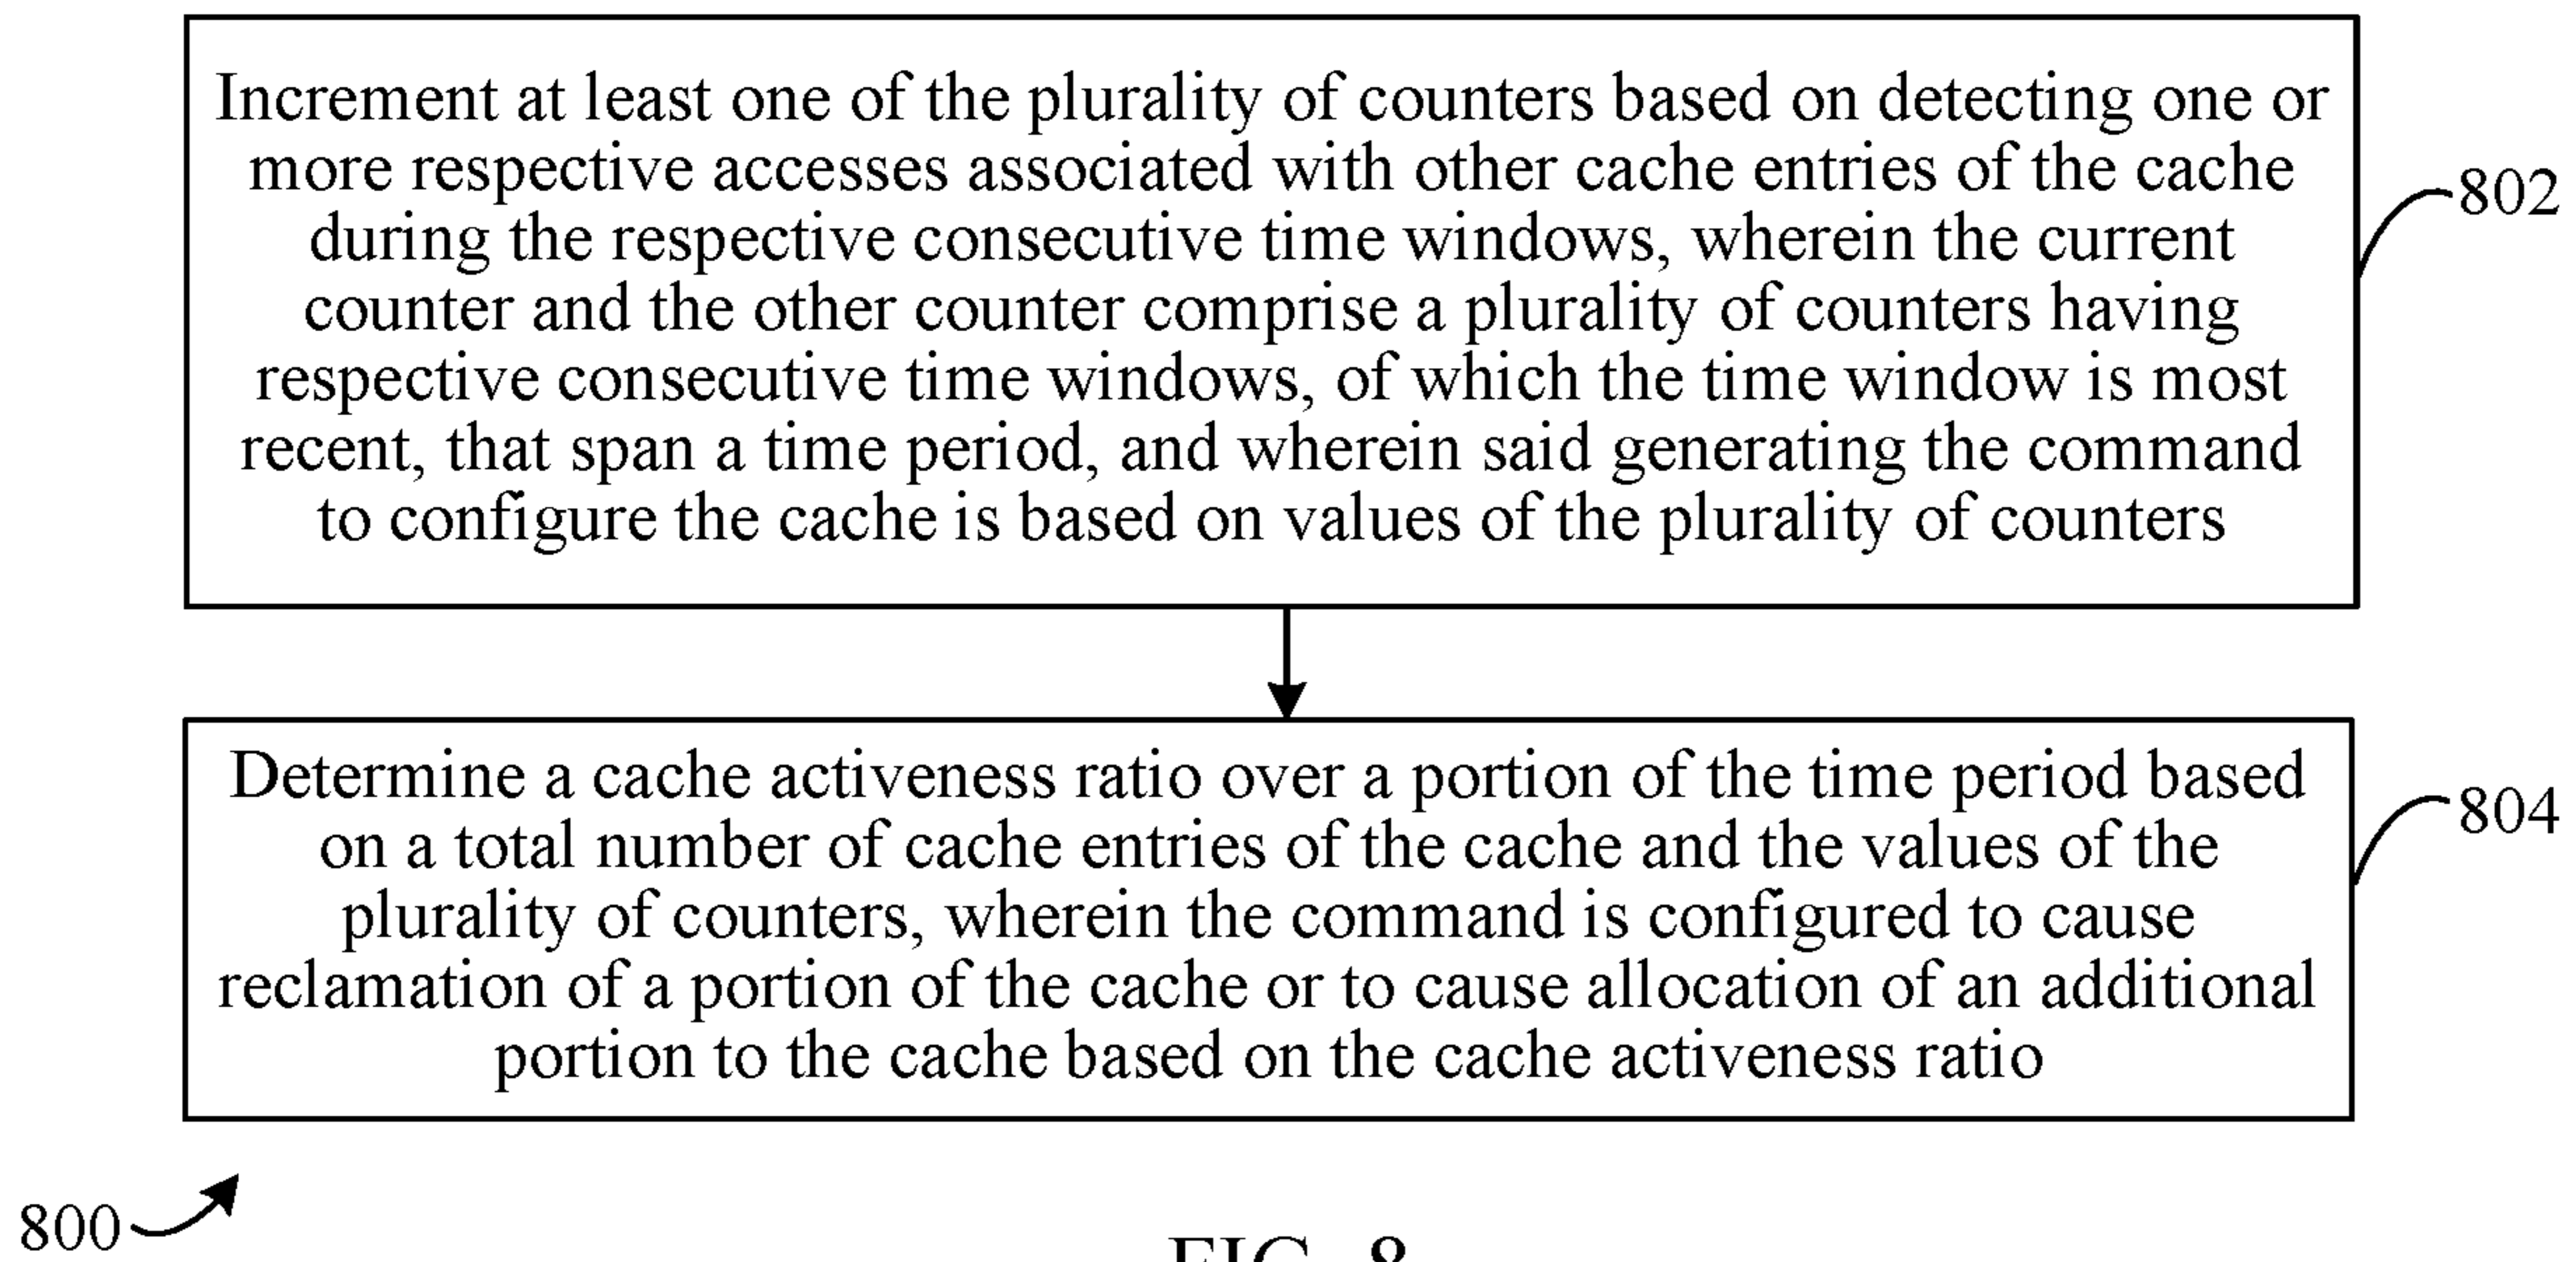 Increment at least one of the plurality of counters based on detecting one or
more respective accesses associated with other cache entries of the cache
during the respective consecutive time windows, wherein the current
counter and the other counter comprise a plurality of counters having
respective consecutive time windows, of which the time window is most
recent, that span a time period, and wherein said generating the command
to configure the cache is based on values of the plurality of counters
802
Determine a cache activeness ratio over a portion of the time period based
on a total number of cache entries of the cache and the values of the
plurality of counters, wherein the command is configured to cause
reclamation of a portion of the cache or to cause allocation of an additional
portion to the cache based on the cache activeness ratio
804
800
FIG. 8